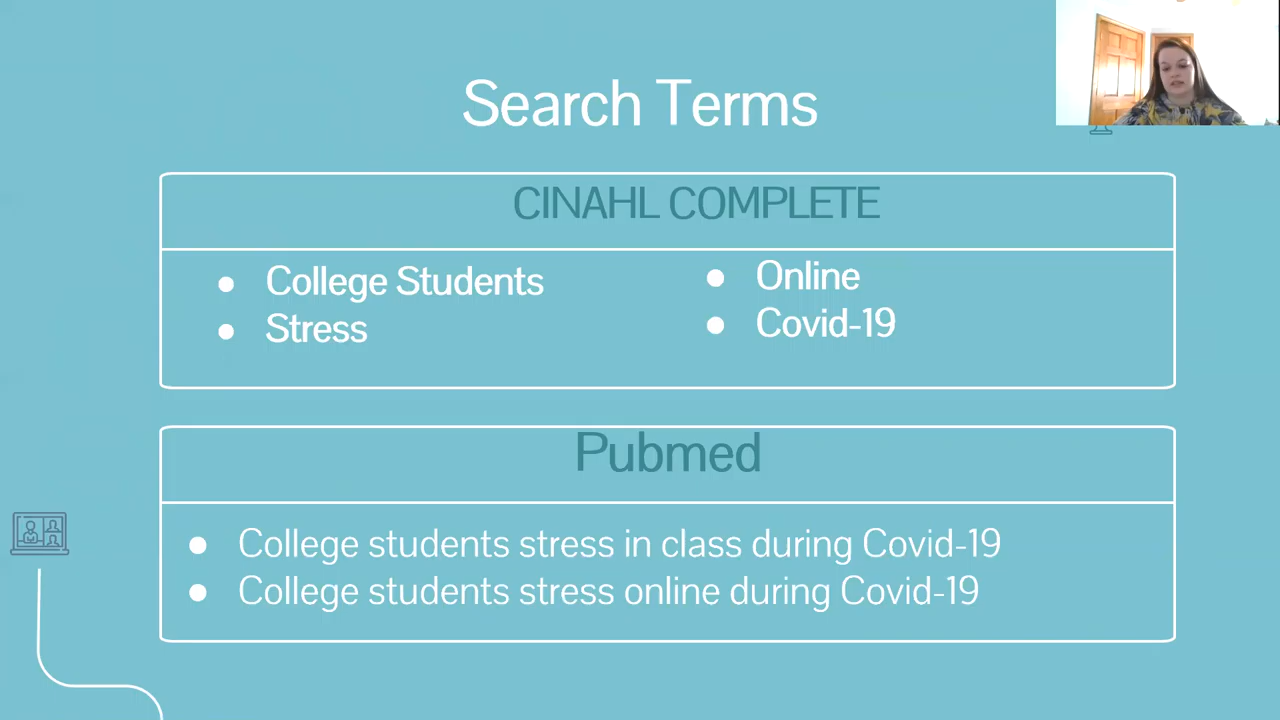 Search Terms
CINAHL COMPLETE
College Students
Stress
Online
Covid-19
Pubmed
College students stress in class during Covid-19
College students stress online during Covid-19